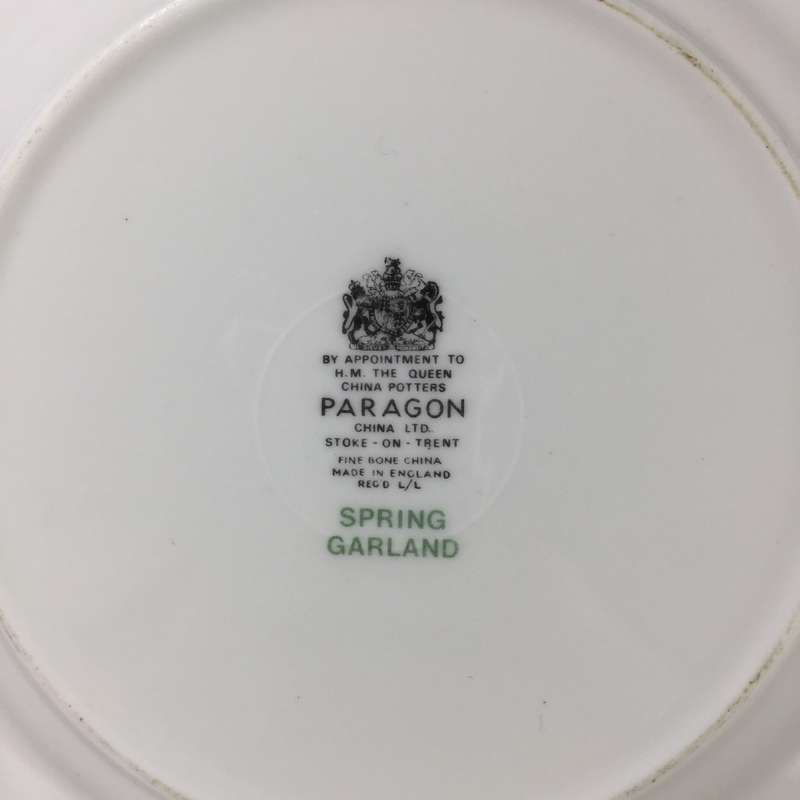 BY APPOINTMENT TO
H.M. THE QUEEN
CHINA POTTERS
PARAGON
CHINA LTD.
STOKE-ON-TRENT
FINE BONE CHINA
MADE IN ENGLAND
REG'D L/L
SPRING
GARLAND